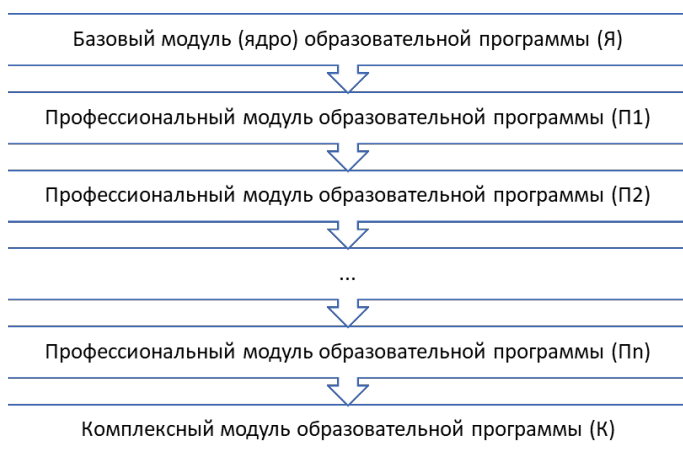 Базовый модуль (ядро) образовательной программы (Я)
Профессиональный модуль образовательной программы (П1)
Профессиональный модуль образовательной программы (П2)
...
Профессиональный модуль образовательной программы (Пn)
Комплексный модуль образовательной программы (К)